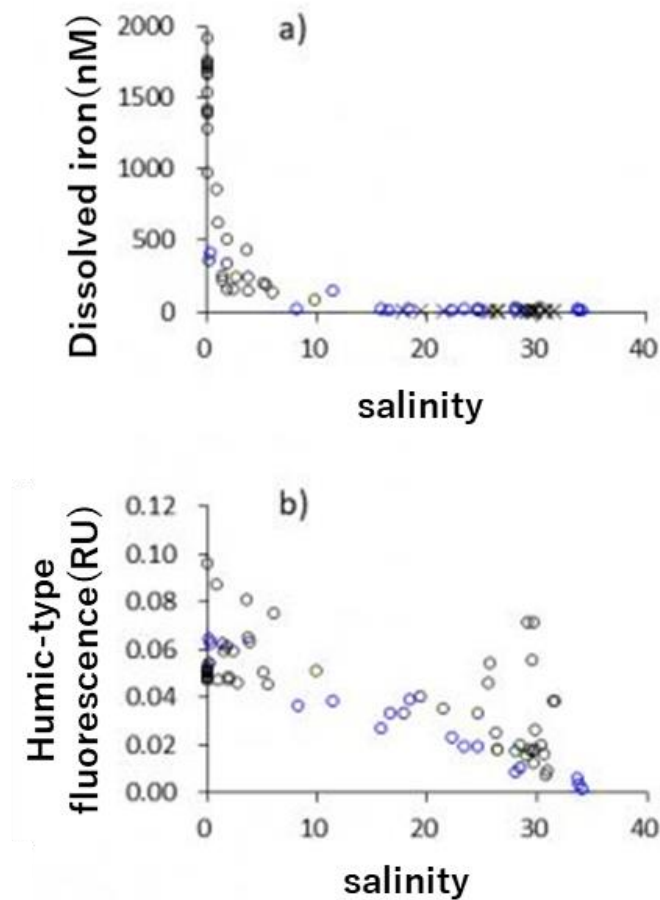 a)
Dissolved iron(nM)
2000
1500
1000
500
0
0 10 20 30 40
salinity
b)
Humic-type
fluorescence(RU)
0.12
0.10
0.08
0.06
0.04
0.02
0.00
0 10 20 30 40
salinity